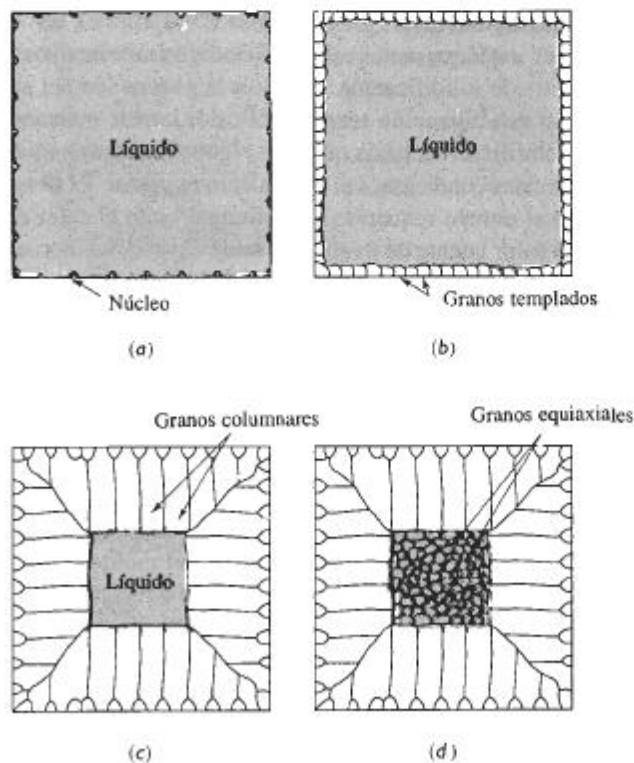 Líquido
Líquido
Núcleo
Granos templados
(a)
(b)
Granos columnares
Granos equiaxiales
Líquido
(c)
(d)